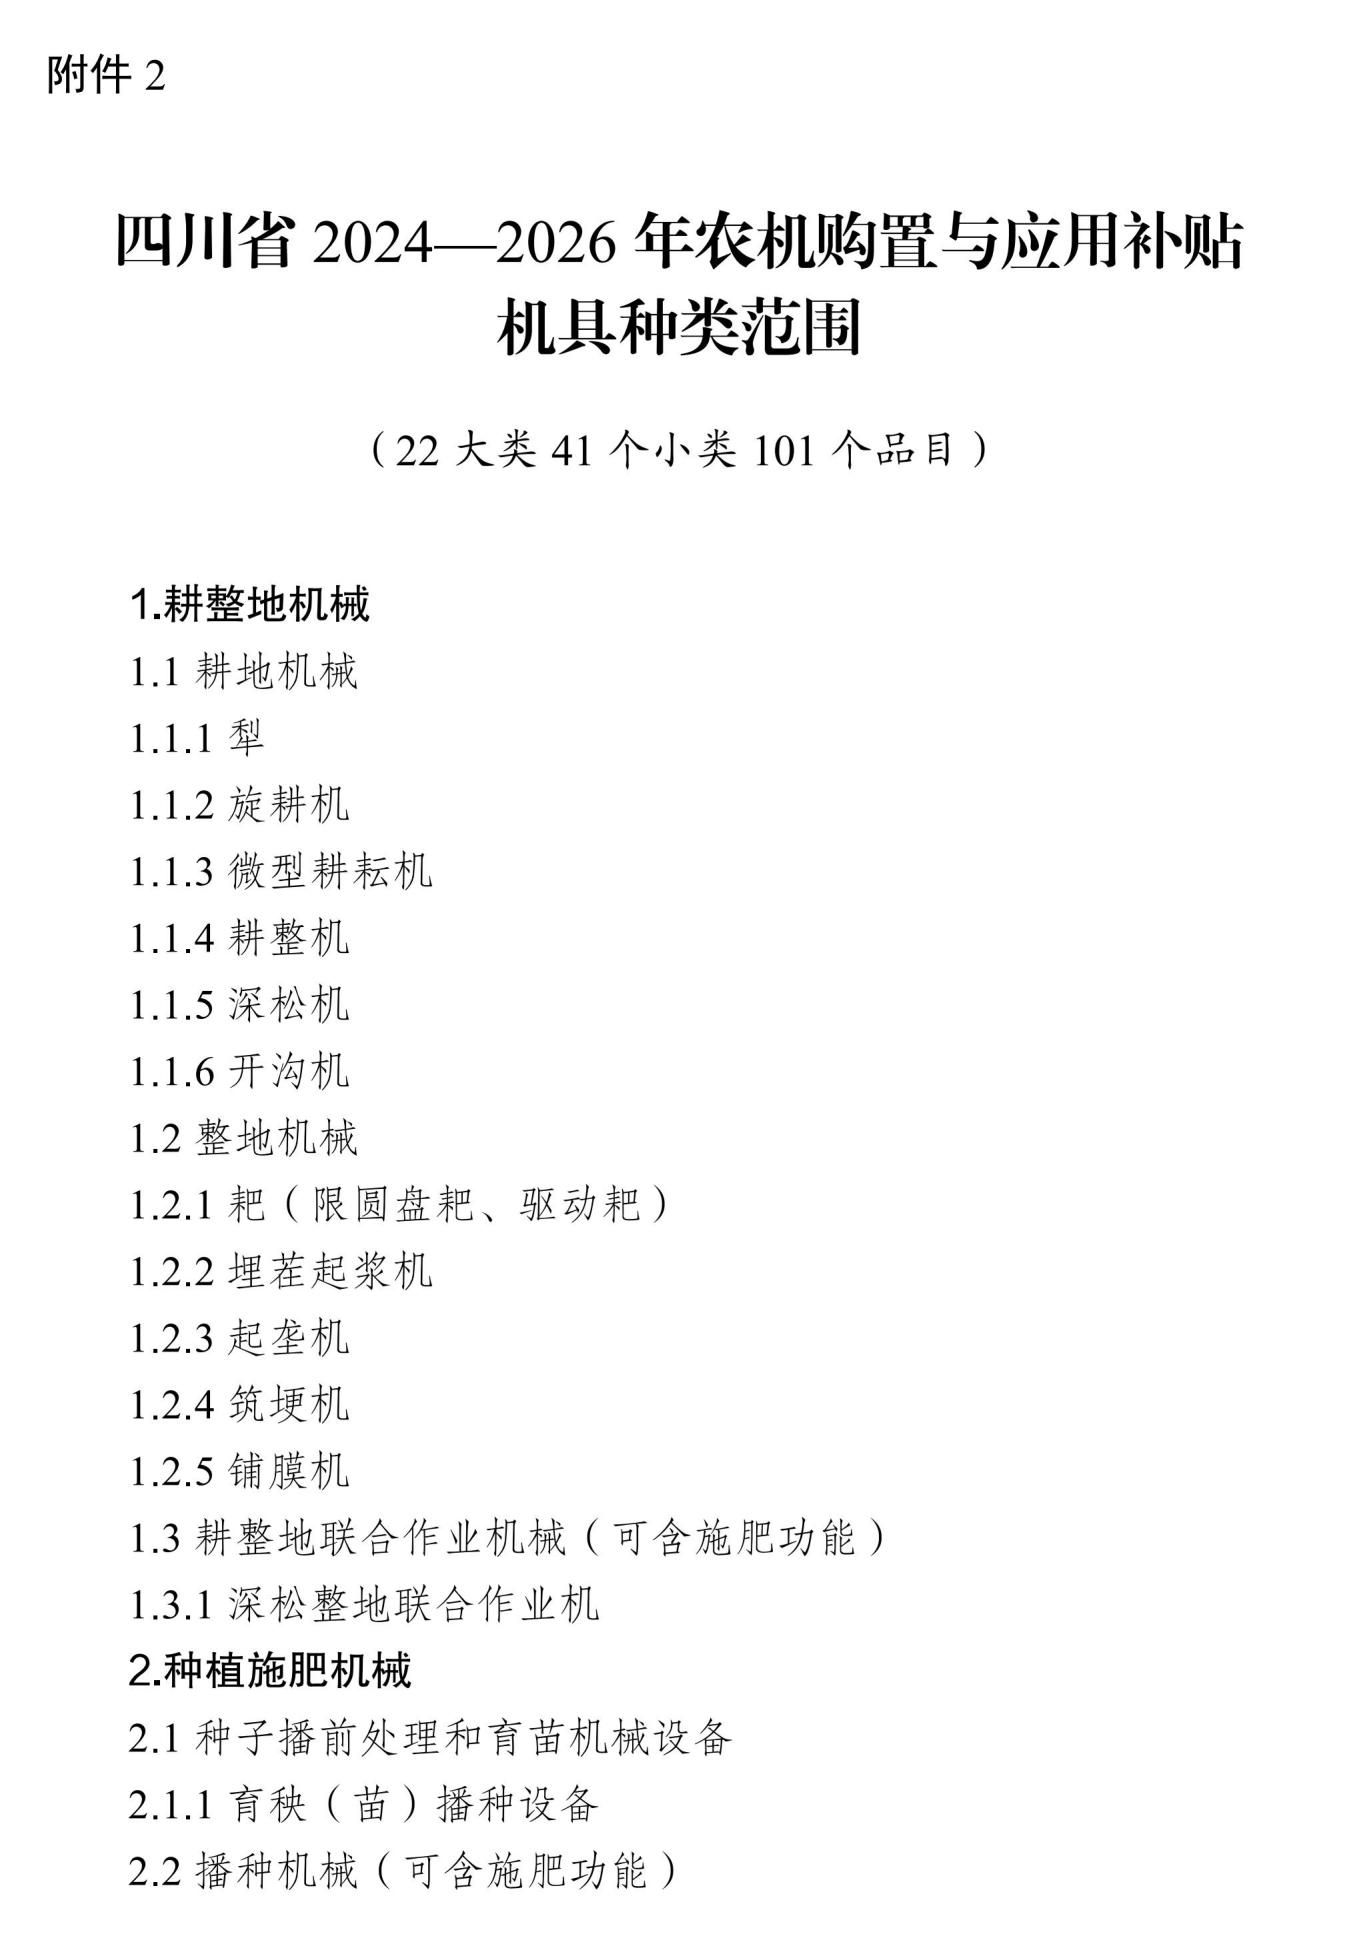 附件 2
四川省 2024—2026 年农机购置与应用补贴
机具种类范围
（22 大类 41 个小类 101 个品目）
1.耕整地机械
1.1 耕地机械
1.1.1 犁
1.1.2 旋耕机
1.1.3 微型耕耘机
1.1.4 耕整机
1.1.5 深松机
1.1.6 开沟机
1.2 整地机械
1.2.1 耙（限圆盘耙、驱动耙）
1.2.2 埋茬起浆机
1.2.3 起垄机
1.2.4 筑埂机
1.2.5 铺膜机
1.3 耕整地联合作业机械（可含施肥功能）
1.3.1 深松整地联合作业机
2.种植施肥机械
2.1 种子播前处理和育苗机械设备
2.1.1 育秧（苗）播种设备
2.2 播种机械（可含施肥功能）